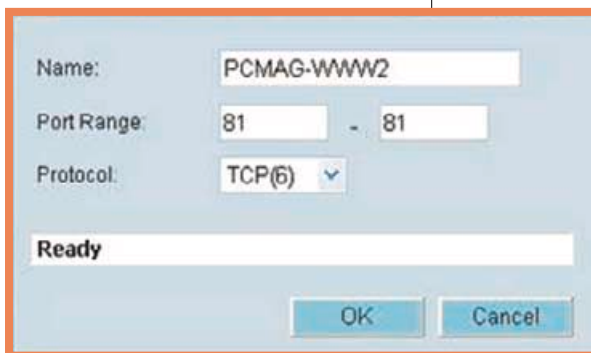 Name: PCMAG-WWW2
Port Range: 81 - 81
Protocol: TCP(6)
Ready
OK Cancel